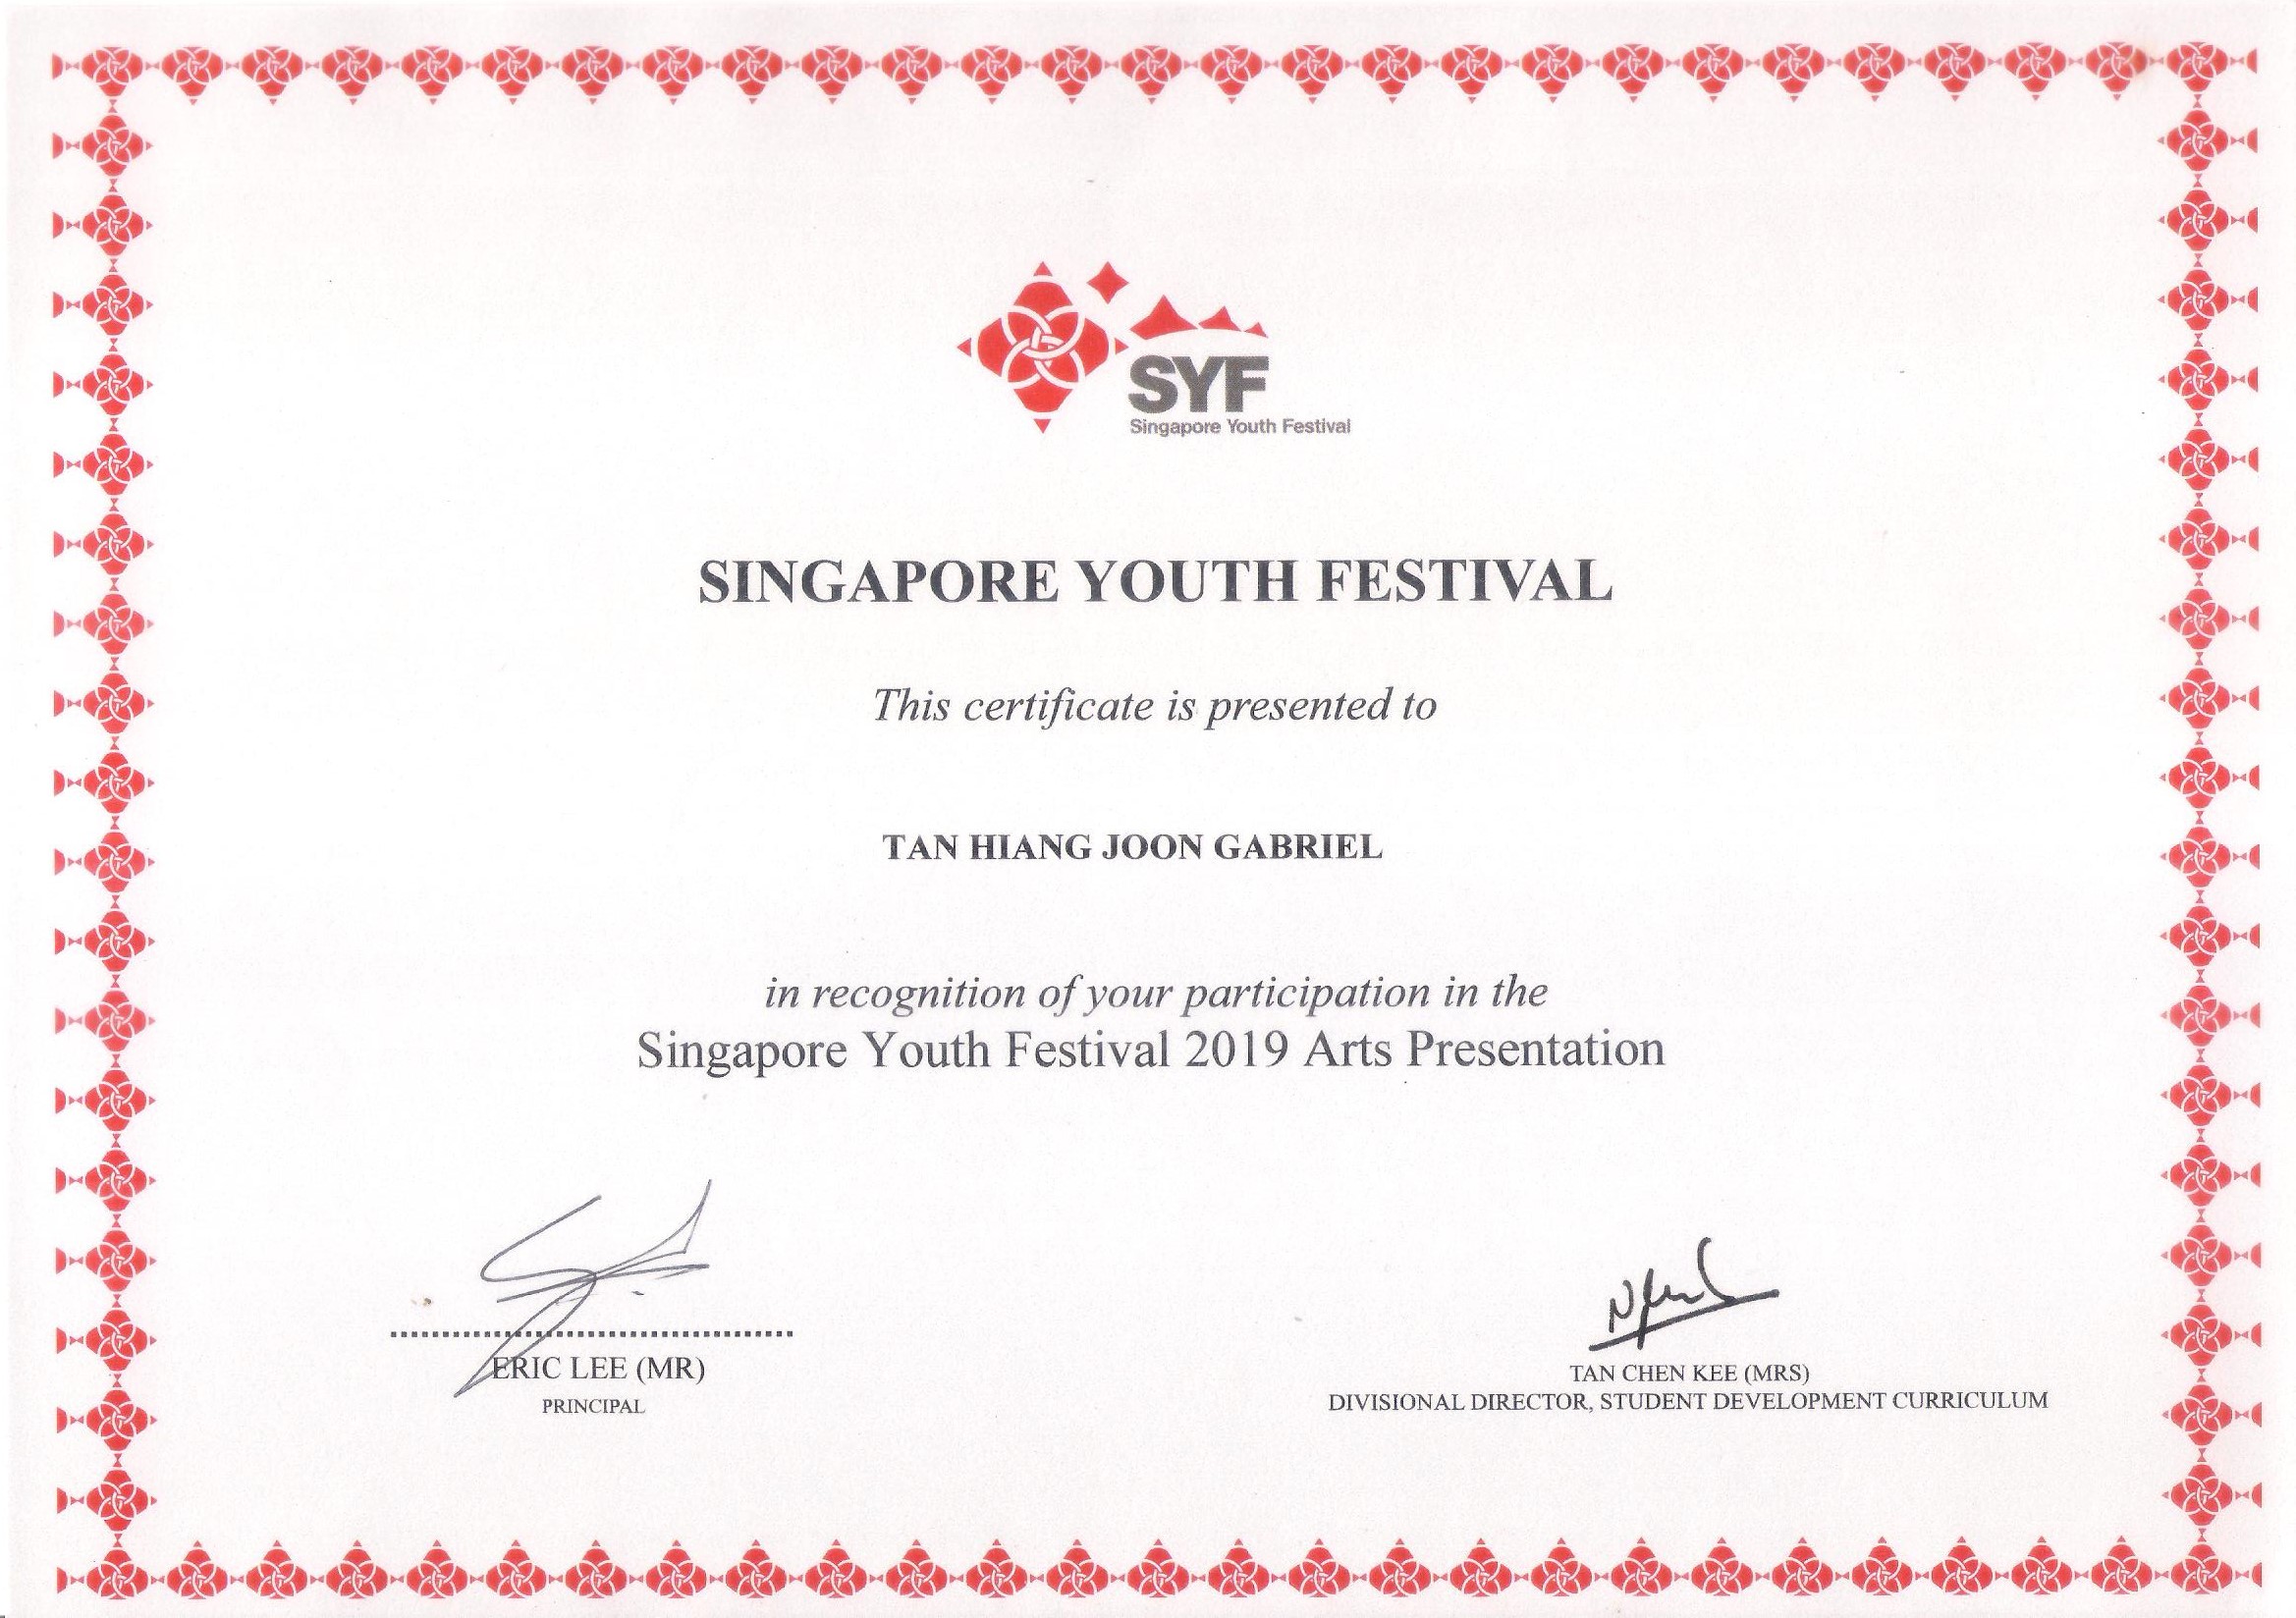 SYF
Singapore Youth Festival
SINGAPORE YOUTH FESTIVAL
This certificate is presented to
TAN HIANG JOON GABRIEL
in recognition of your participation in the
Singapore Youth Festival 2019 Arts Presentation
ERIC LEE (MR)
PRINCIPAL
TAN CHEN KEE (MRS)
DIVISIONAL DIRECTOR, STUDENT DEVELOPMENT CURRICULUM